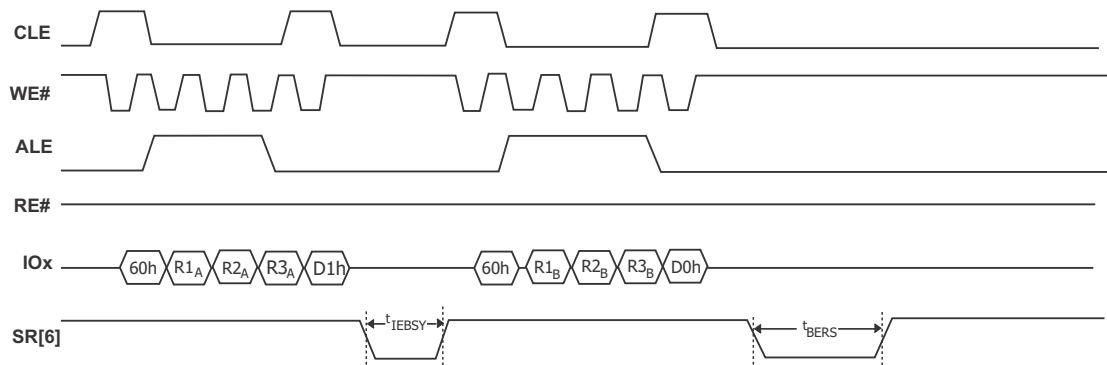 CLE
WE#
ALE
RE#
IOx 60h R1A R2A R3A D1h 60h R1B R2B R3B D0h
SR[6] tIEBSY tBERS